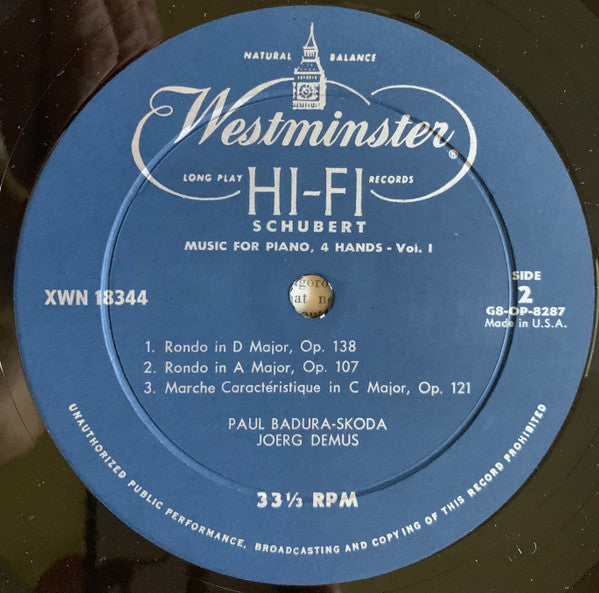 NATURAL BALANCE
Westminster®
LONG PLAY RECORDS
HI-FI
SCHUBERT
MUSIC FOR PIANO, 4 HANDS - Vol. I
XWN 18344
SIDE
2
G8-OP-8287
Made in U.S.A.
at ne
1. Rondo in D Major, Op. 138
2. Rondo in A Major, Op. 107
3. Marche Caractéristique in C Major, Op. 121
PAUL BADURA-SKODA
JOERG DEMUS
33⅓ RPM
UNAUTHORIZED PUBLIC PERFORMANCE, BROADCASTING AND COPYING OF THIS RECORD PROHIBITED